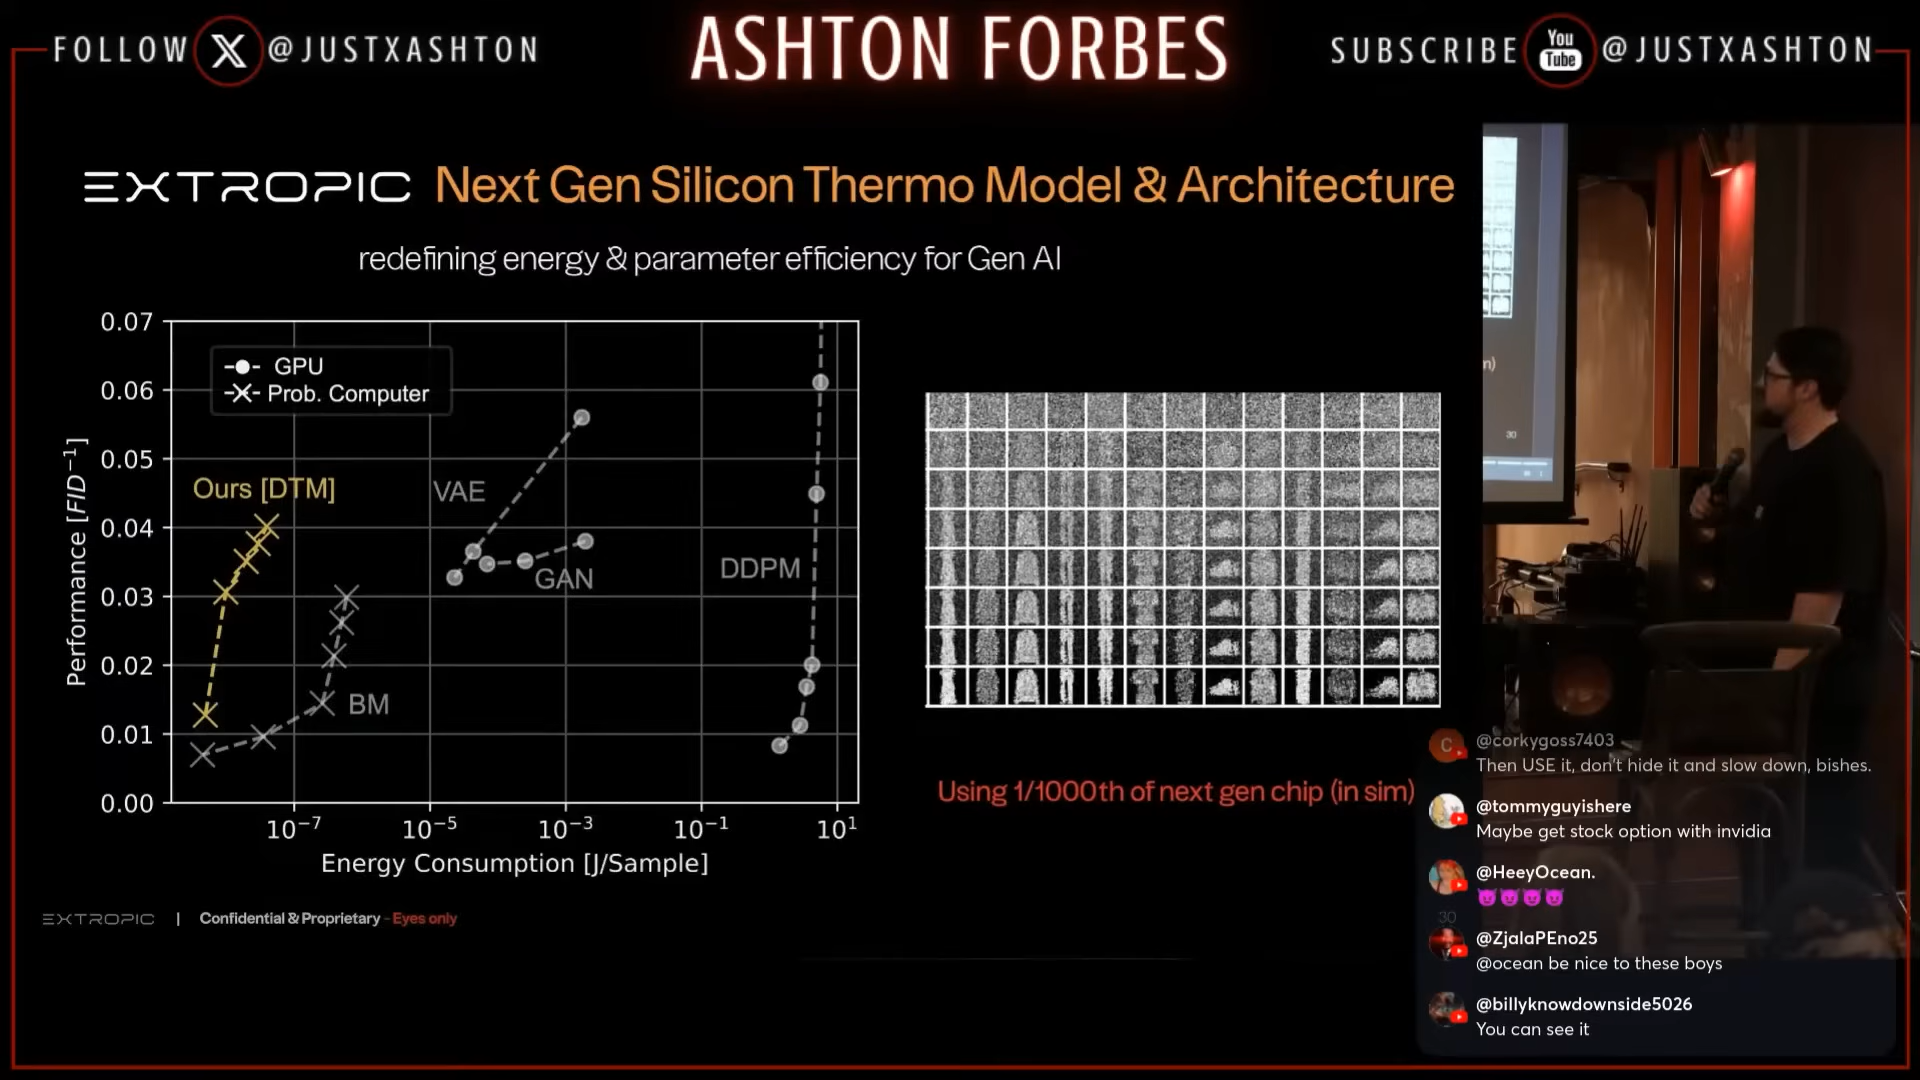 FOLLOW X @JUSTXASHTON
ASHTON FORBES
SUBSCRIBE You Tube @JUSTXASHTON
EXTROPIC Next Gen Silicon Thermo Model & Architecture
redefining energy & parameter efficiency for Gen AI
0.07
0.06
0.05
0.04
0.03
0.02
0.01
0.00
Performance [FID⁻¹]
GPU
Prob. Computer
Ours [DTM]
VAE
GAN
DDPM
BM
10⁻⁷ 10⁻⁵ 10⁻³ 10⁻¹ 10¹
Energy Consumption [J/Sample]
Using 1/1000th of next gen chip (in sim)
EXTROPIC | Confidential & Proprietary - Eyes only
30
m)
30
C
@corkygoss7403
Then USE it, don't hide it and slow down, bishes.
@tommyguyishere
Maybe get stock option with invidia
@HeeyOcean.
😈😈😈😈
@ZjalaPEno25
@ocean be nice to these boys
@billyknowdownside5026
You can see it